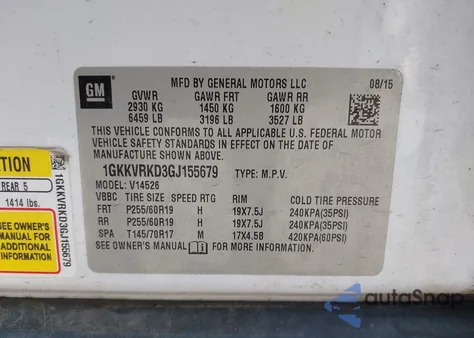 GM
MFD BY GENERAL MOTORS LLC
08/15
GVWR GAWR FRT GAWR RR
2930 KG 1450 KG 1600 KG
6459 LB 3196 LB 3527 LB
THIS VEHICLE CONFORMS TO ALL APPLICABLE U.S. FEDERAL MOTOR
VEHICLE SAFETY STANDARDS IN EFFECT ON THE DATE
OF MANUFACTURE SHOWN ABOVE.
1GKKVRKD3GJ155679 TYPE: M.P.V.
MODEL: V14526
VBBC TIRE SIZE SPEED RTG RIM COLD TIRE PRESSURE
FRT P255/60R19 H 19X7.5J 240KPA(35PSI)
RR P255/60R19 H 19X7.5J 240KPA(35PSI)
SPA T145/70R17 M 17X4.5B 420KPA(60PSI)
SEE OWNER'S MANUAL FOR MORE INFORMATION.
REAR 5
1414 lbs.
SEE OWNER'S
MANUAL FOR
ADDITIONAL
INFORMATION
1GKKVRKD3GJ155679
autoSnap